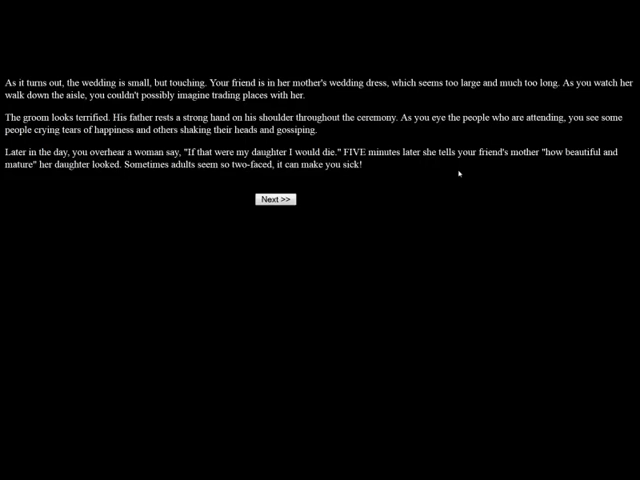 As it turns out, the wedding is small, but touching. Your friend is in her mother's wedding dress, which seems too large and much too long. As you watch her
walk down the aisle, you couldn't possibly imagine trading places with her.
The groom looks terrified. His father rests a strong hand on his shoulder throughout the ceremony. As you eye the people who are attending, you see some
people crying tears of happiness and others shaking their heads and gossiping.
Later in the day, you overhear a woman say, "If that were my daughter I would die." FIVE minutes later she tells your friend's mother "how beautiful and
mature" her daughter looked. Sometimes adults seem so two-faced, it can make you sick!
Next >>